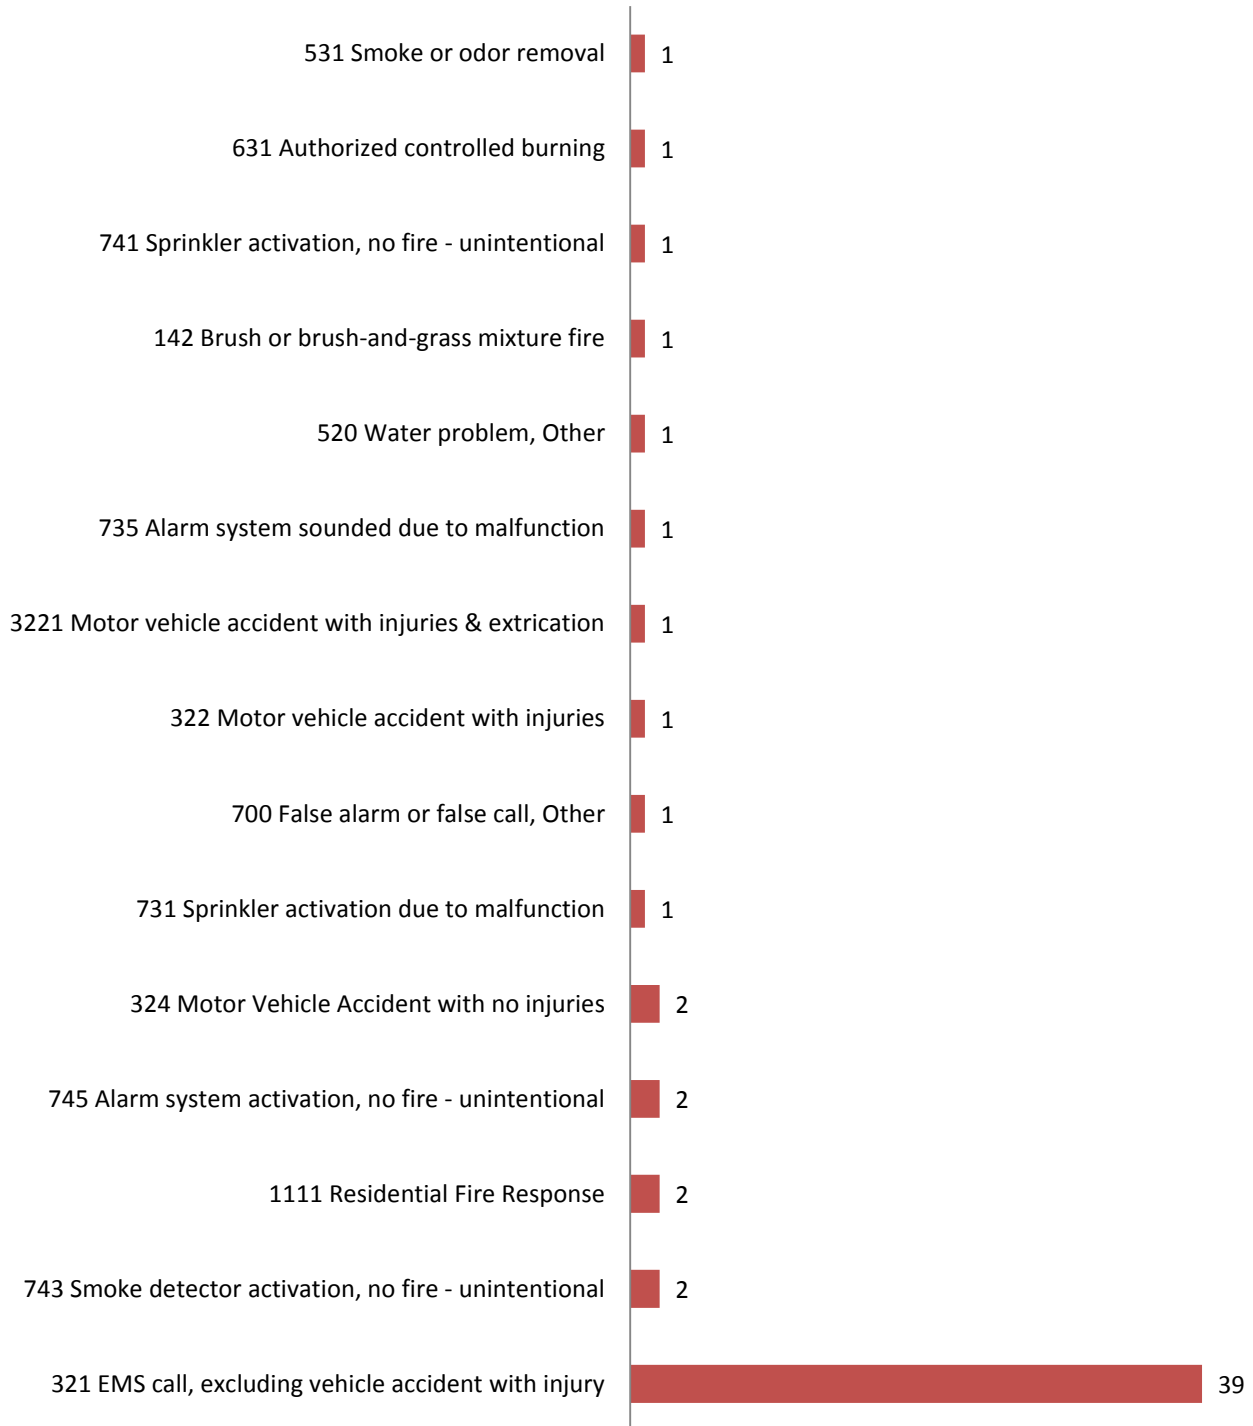 531 Smoke or odor removal 1
631 Authorized controlled burning 1
741 Sprinkler activation, no fire - unintentional 1
142 Brush or brush-and-grass mixture fire 1
520 Water problem, Other 1
735 Alarm system sounded due to malfunction 1
3221 Motor vehicle accident with injuries & extrication 1
322 Motor vehicle accident with injuries 1
700 False alarm or false call, Other 1
731 Sprinkler activation due to malfunction 1
324 Motor Vehicle Accident with no injuries 2
745 Alarm system activation, no fire - unintentional 2
1111 Residential Fire Response 2
743 Smoke detector activation, no fire - unintentional 2
321 EMS call, excluding vehicle accident with injury 39